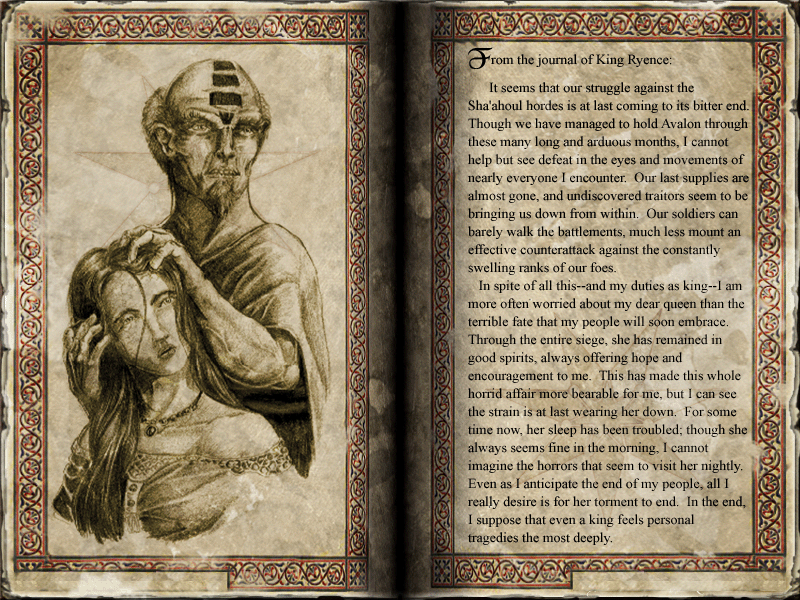 From the journal of King Ryence:
It seems that our struggle against the
Sha'ahoul hordes is at last coming to its bitter end.
Though we have managed to hold Avalon through
these many long and arduous months, I cannot
help but see defeat in the eyes and movements of
nearly everyone I encounter.  Our last supplies are
almost gone, and undiscovered traitors seem to be
bringing us down from within.  Our soldiers can
barely walk the battlements, much less mount an
effective counterattack against the constantly
swelling ranks of our foes.
In spite of all this--and my duties as king--I am
more often worried about my dear queen than the
terrible fate that my people will soon embrace.
Through the entire siege, she has remained in
good spirits, always offering hope and
encouragement to me.  This has made this whole
horrid affair more bearable for me, but I can see
the strain is at last wearing her down.  For some
time now, her sleep has been troubled; though she
always seems fine in the morning, I cannot
imagine the horrors that seem to visit her nightly.
Even as I anticipate the end of my people, all I
really desire is for her torment to end.  In the end,
I suppose that even a king feels personal
tragedies the most deeply.